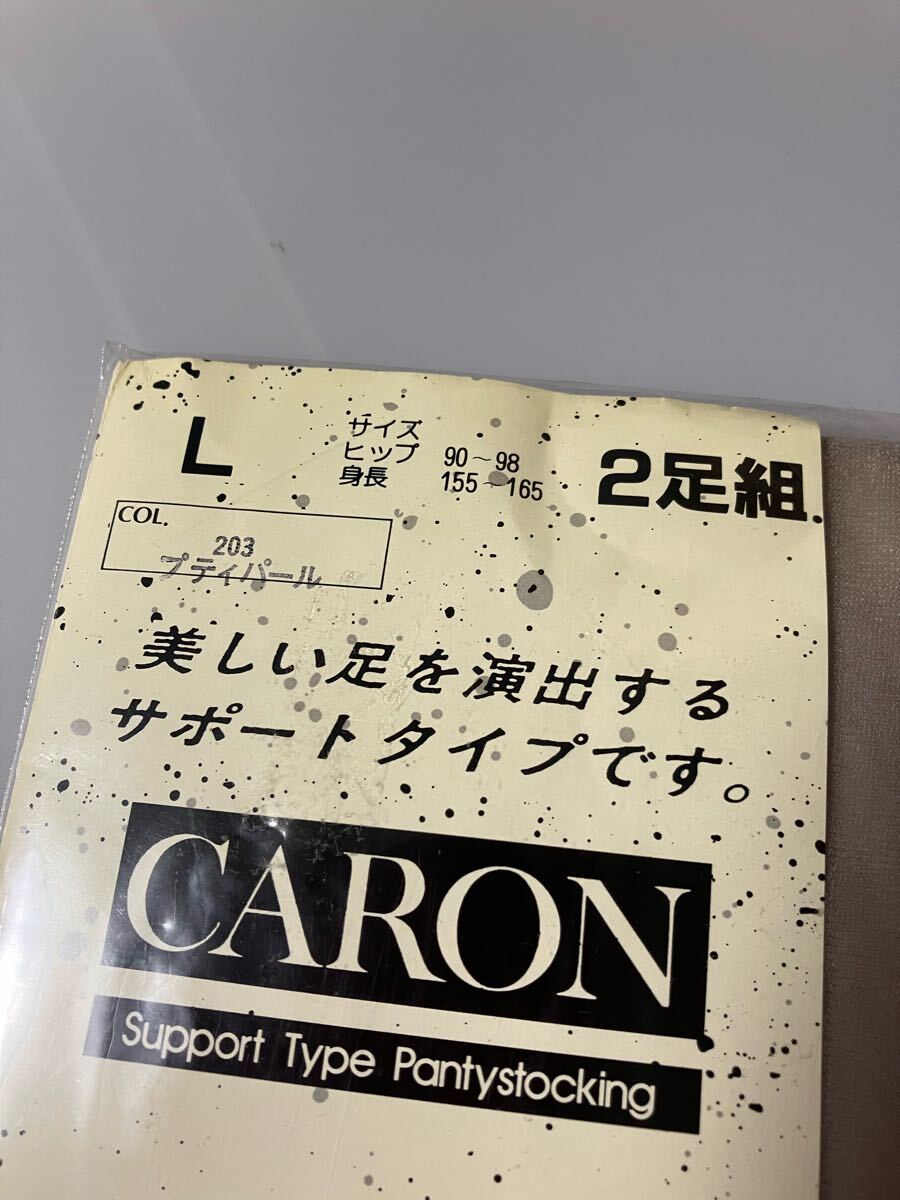 L
サイズ
ヒップ 90～98
身長 155～165
2足組
COL.
203
プティパール
美しい足を演出する
サポートタイプです。
CARON
Support Type Pantystocking